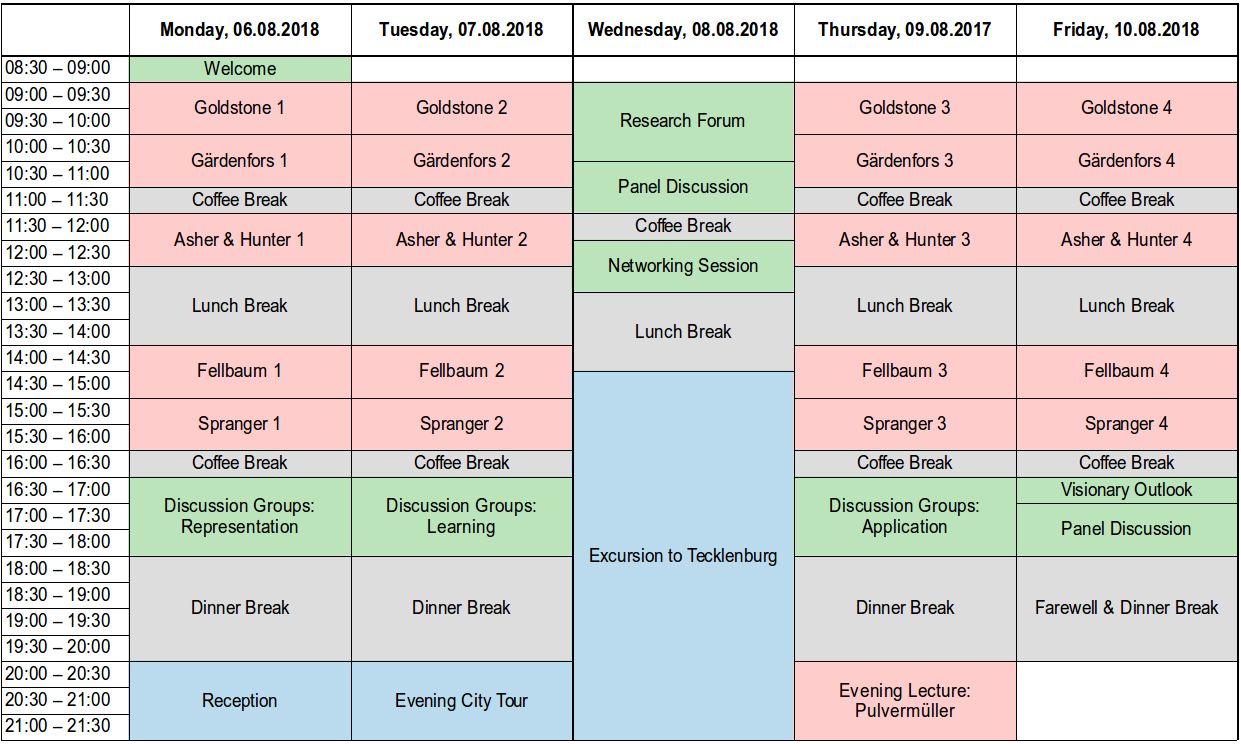 Monday, 06.08.2018 Tuesday, 07.08.2018 Wednesday, 08.08.2018 Thursday, 09.08.2017 Friday, 10.08.2018
08:30 – 09:00 Welcome
09:00 – 09:30
Goldstone 1 Goldstone 2 Goldstone 3 Goldstone 4
09:30 – 10:00 Research Forum
10:00 – 10:30
Gärdenfors 1 Gärdenfors 2 Gärdenfors 3 Gärdenfors 4
10:30 – 11:00
Panel Discussion
11:00 – 11:30 Coffee Break Coffee Break Coffee Break Coffee Break
11:30 – 12:00 Coffee Break
Asher & Hunter 1 Asher & Hunter 2 Asher & Hunter 3 Asher & Hunter 4
12:00 – 12:30
Networking Session
12:30 – 13:00
13:00 – 13:30 Lunch Break Lunch Break Lunch Break Lunch Break
13:30 – 14:00 Lunch Break
14:00 – 14:30
Fellbaum 1 Fellbaum 2 Fellbaum 3 Fellbaum 4
14:30 – 15:00
15:00 – 15:30
Spranger 1 Spranger 2 Spranger 3 Spranger 4
15:30 – 16:00
16:00 – 16:30 Coffee Break Coffee Break Coffee Break Coffee Break
16:30 – 17:00 Visionary Outlook
Discussion Groups: Discussion Groups: Discussion Groups:
17:00 – 17:30
Representation Learning Application Panel Discussion
17:30 – 18:00
Excursion to Tecklenburg
18:00 – 18:30
18:30 – 19:00
Dinner Break Dinner Break Dinner Break Farewell & Dinner Break
19:00 – 19:30
19:30 – 20:00
20:00 – 20:30
Evening Lecture:
20:30 – 21:00 Reception Evening City Tour
Pulvermüller
21:00 – 21:30